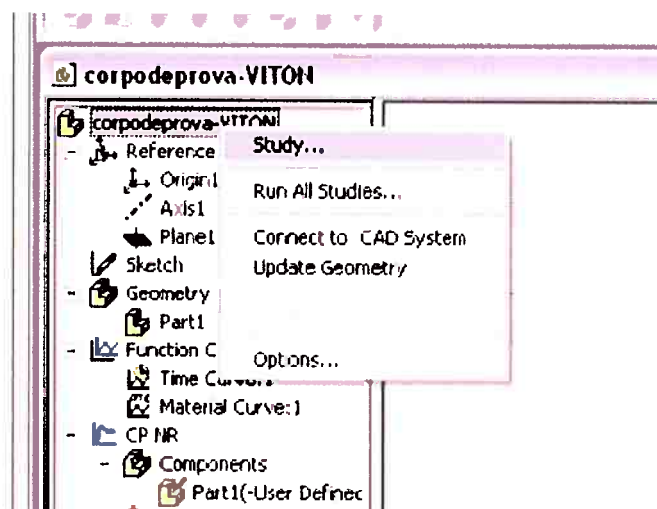 corpodeprova-VITON
corpodeprova-VITON
Reference
Origin1
Axis1
Plane1
Sketch
Geometry
Part1
Function C
Time
Material Curve:1
CP NR
Components
Part1(-User Defined
Study...
Run All Studies...
Connect to CAD System
Update Geometry
Options...